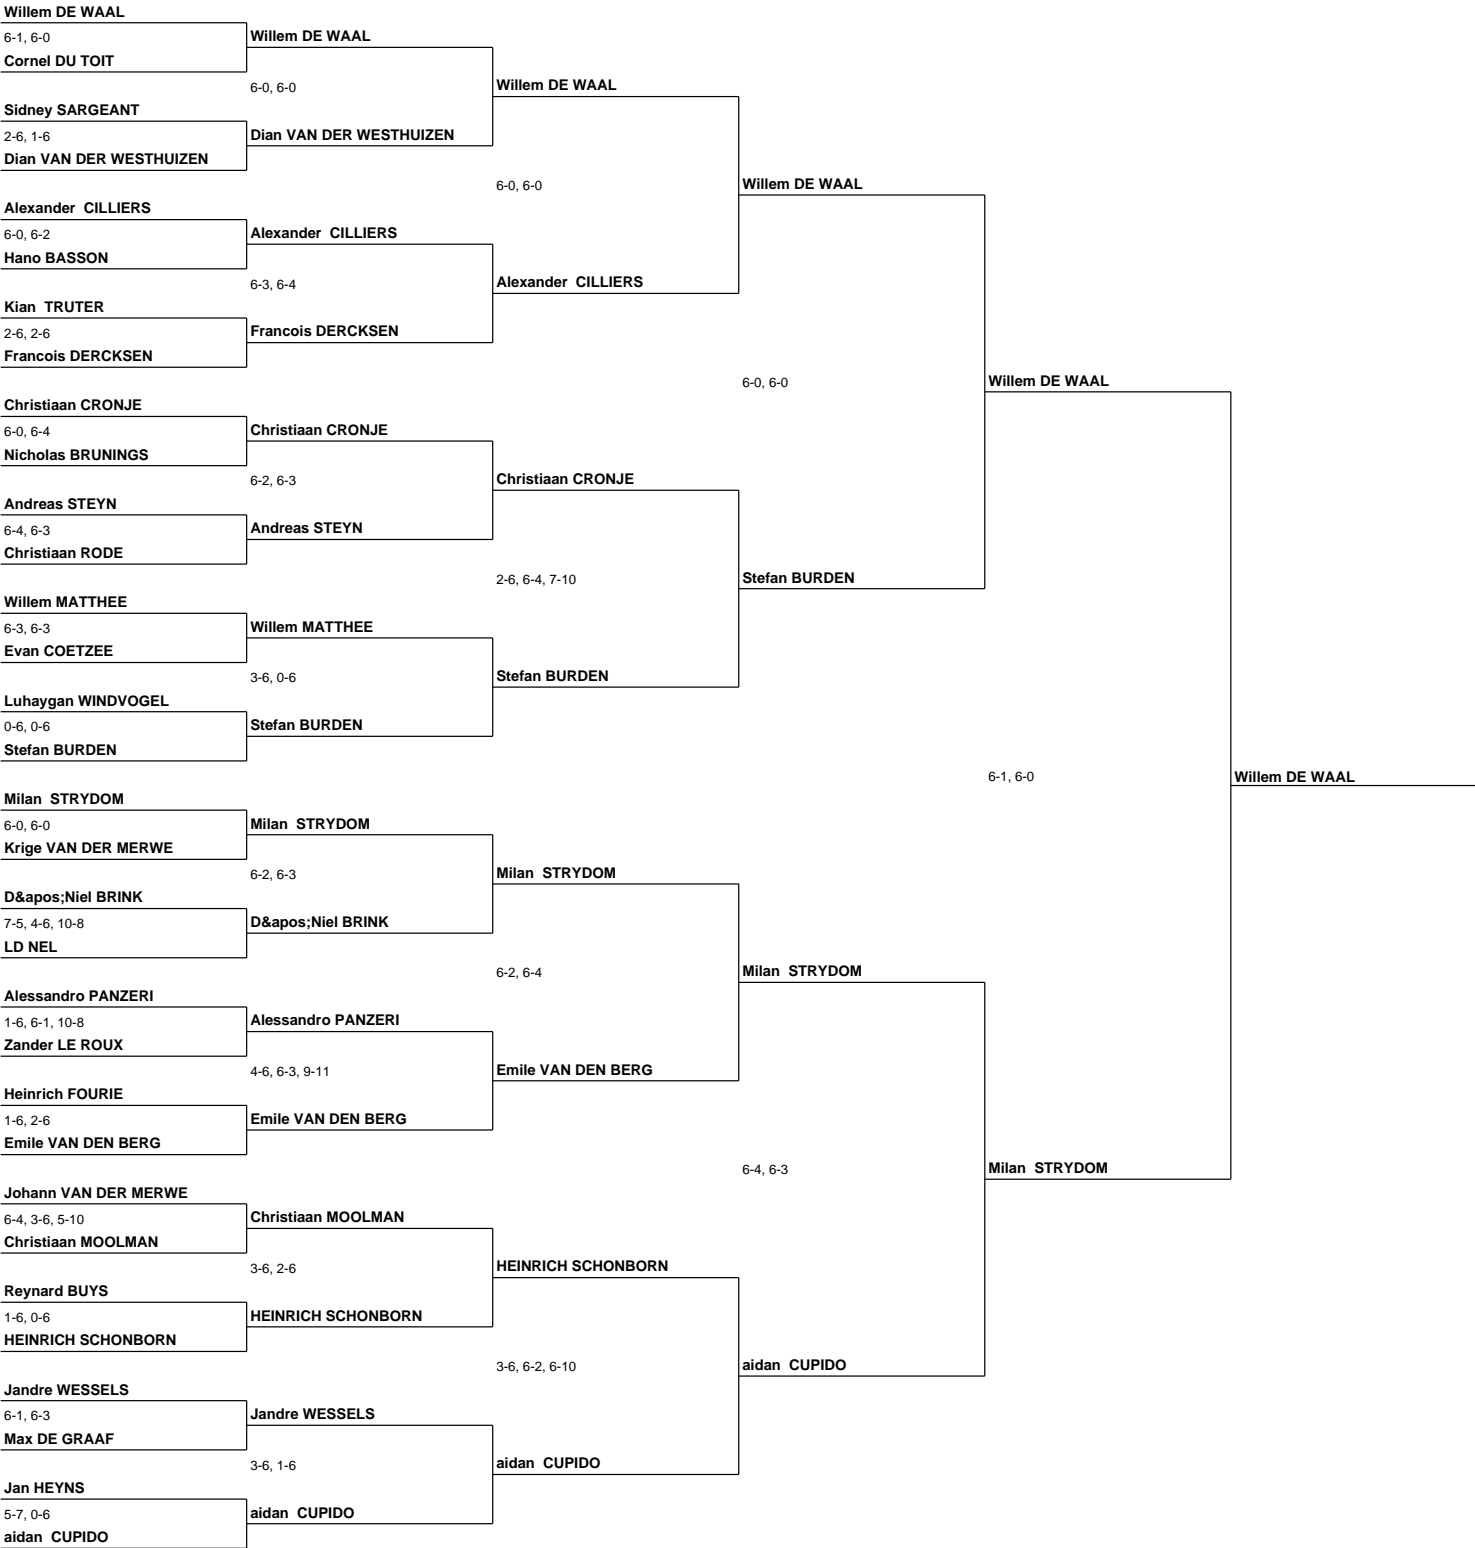 Willem DE WAAL
6-1, 6-0
Cornel DU TOIT
Sidney SARGEANT
2-6, 1-6
Dian VAN DER WESTHUIZEN
Alexander  CILLIERS
6-0, 6-2
Hano BASSON
Kian  TRUTER
2-6, 2-6
Francois DERCKSEN
Christiaan CRONJE
6-0, 6-4
Nicholas BRUNINGS
Andreas STEYN
6-4, 6-3
Christiaan RODE
Willem MATTHEE
6-3, 6-3
Evan COETZEE
Luhaygan WINDVOGEL
0-6, 0-6
Stefan BURDEN
Milan  STRYDOM
6-0, 6-0
Krige VAN DER MERWE
D&apos;Niel BRINK
7-5, 4-6, 10-8
LD NEL
Alessandro PANZERI
1-6, 6-1, 10-8
Zander LE ROUX
Heinrich FOURIE
1-6, 2-6
Emile VAN DEN BERG
Johann VAN DER MERWE
6-4, 3-6, 5-10
Christiaan MOOLMAN
Reynard BUYS
1-6, 0-6
HEINRICH SCHONBORN
Jandre WESSELS
6-1, 6-3
Max DE GRAAF
Jan HEYNS
5-7, 0-6
aidan  CUPIDO
Willem DE WAAL
6-0, 6-0
Dian VAN DER WESTHUIZEN
Alexander  CILLIERS
6-3, 6-4
Francois DERCKSEN
Christiaan CRONJE
6-2, 6-3
Andreas STEYN
Willem MATTHEE
3-6, 0-6
Stefan BURDEN
Milan  STRYDOM
6-2, 6-3
D&apos;Niel BRINK
Alessandro PANZERI
4-6, 6-3, 9-11
Emile VAN DEN BERG
Christiaan MOOLMAN
3-6, 2-6
HEINRICH SCHONBORN
Jandre WESSELS
3-6, 1-6
aidan  CUPIDO
Willem DE WAAL
6-0, 6-0
Alexander  CILLIERS
Christiaan CRONJE
2-6, 6-4, 7-10
Stefan BURDEN
Milan  STRYDOM
6-2, 6-4
Emile VAN DEN BERG
HEINRICH SCHONBORN
3-6, 6-2, 6-10
aidan  CUPIDO
Willem DE WAAL
6-0, 6-0
Stefan BURDEN
Milan  STRYDOM
6-4, 6-3
aidan  CUPIDO
Willem DE WAAL
6-1, 6-0
Milan  STRYDOM
Willem DE WAAL